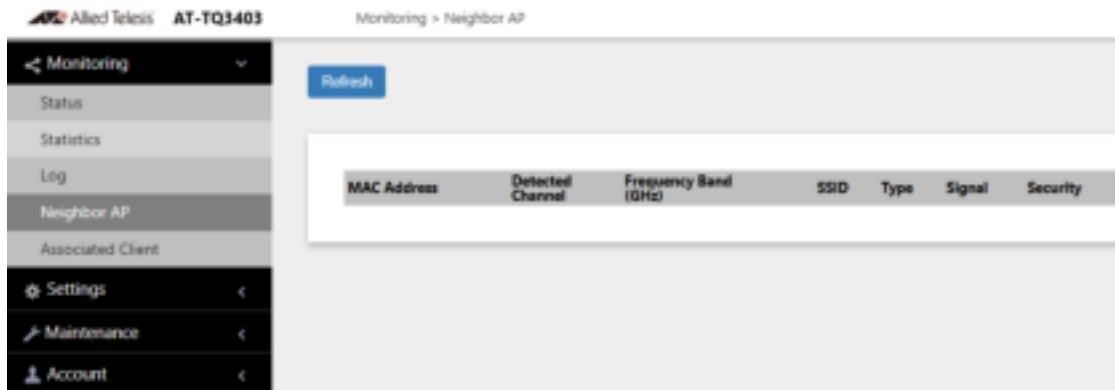 Allied Telesis AT-TQ3403 Monitoring > Neighbor AP
Monitoring
Status
Statistics
Log
Neighbor AP
Associated Client
Settings
Maintenance
Account
Refresh
MAC Address Detected Channel Frequency Band (GHz) SSID Type Signal Security